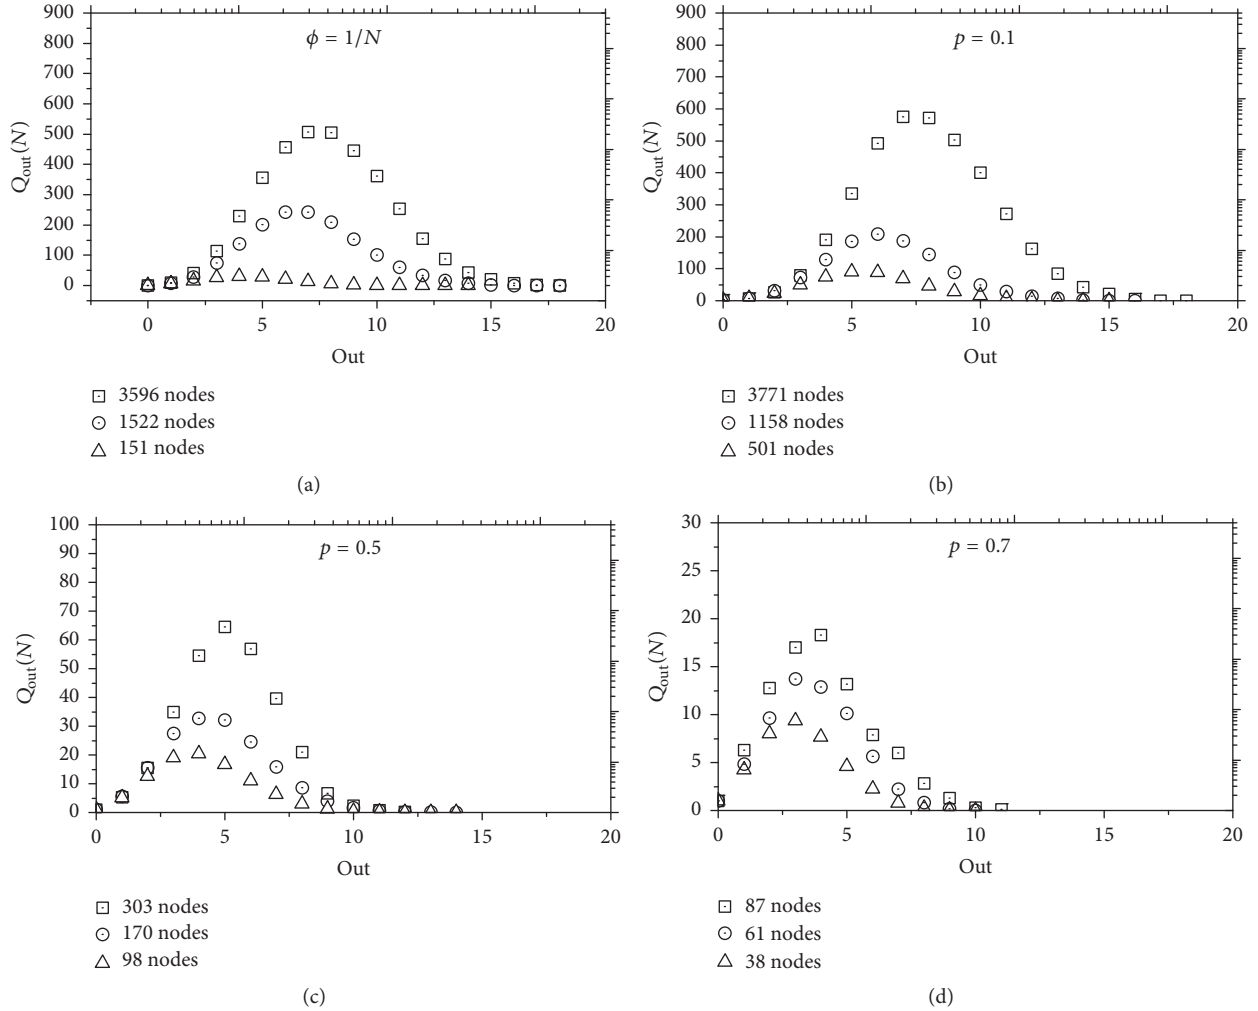 ϕ = 1/N
900
800
700
600
500
400
300
200
100
0
Q_out(N)
0 5 10 15 20
Out
3596 nodes
1522 nodes
151 nodes
(a)
p = 0.1
900
800
700
600
500
400
300
200
100
0
Q_out(N)
0 5 10 15 20
Out
3771 nodes
1158 nodes
501 nodes
(b)
p = 0.5
100
90
80
70
60
50
40
30
20
10
0
Q_out(N)
0 5 10 15 20
Out
303 nodes
170 nodes
98 nodes
(c)
p = 0.7
30
25
20
15
10
5
0
Q_out(N)
0 5 10 15 20
Out
87 nodes
61 nodes
38 nodes
(d)